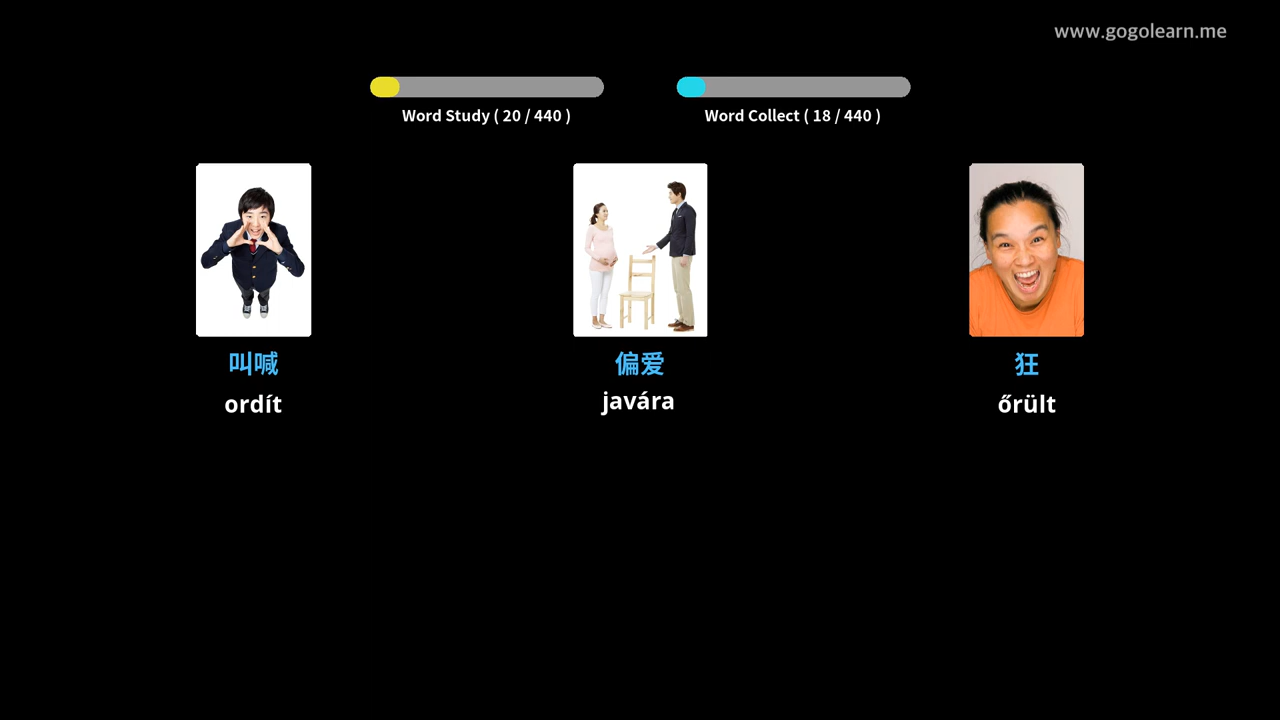 www.gogolearn.me
Word Study ( 20 / 440 )
Word Collect ( 18 / 440 )
叫喊
偏爱
狂
ordít
javára
őrült